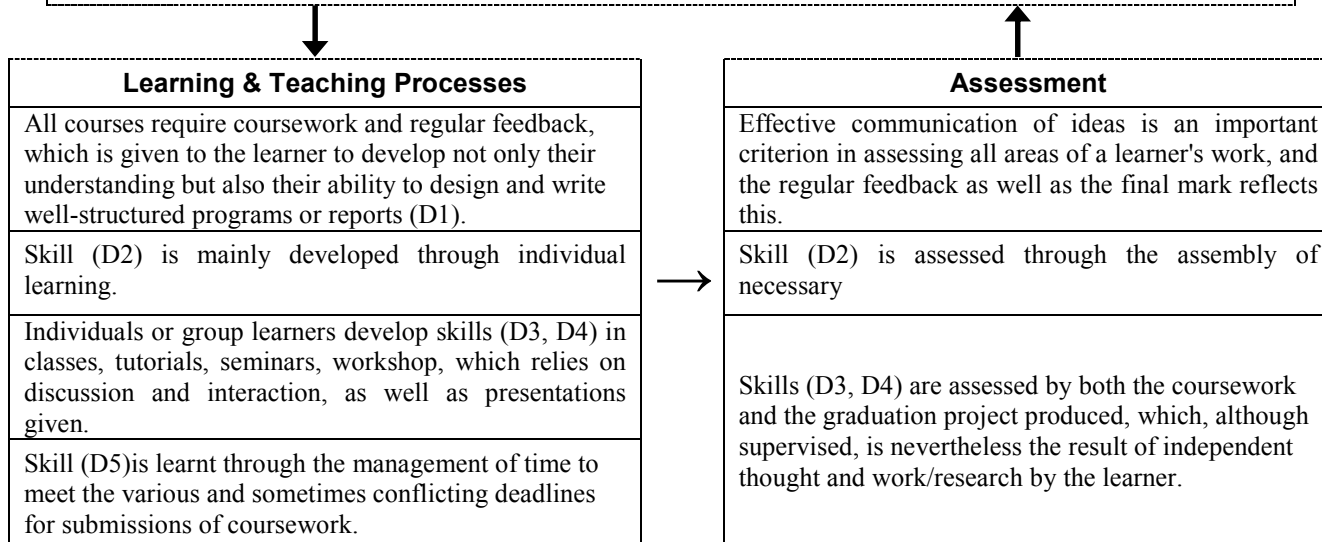 Learning & Teaching Processes
All courses require coursework and regular feedback,
which is given to the learner to develop not only their
understanding but also their ability to design and write
well-structured programs or reports (D1).
Skill (D2) is mainly developed through individual
learning.
Individuals or group learners develop skills (D3, D4) in
classes, tutorials, seminars, workshop, which relies on
discussion and interaction, as well as presentations
given.
Skill (D5)is learnt through the management of time to
meet the various and sometimes conflicting deadlines
for submissions of coursework.
Assessment
Effective communication of ideas is an important
criterion in assessing all areas of a learner's work, and
the regular feedback as well as the final mark reflects
this.
Skill (D2) is assessed through the assembly of
necessary
Skills (D3, D4) are assessed by both the coursework
and the graduation project produced, which, although
supervised, is nevertheless the result of independent
thought and work/research by the learner.